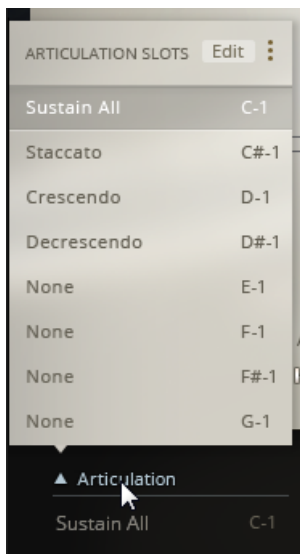 ARTICULATION SLOTS Edit
Sustain All C-1
Staccato C#-1
Crescendo D-1
Decrescendo D#-1
None E-1
None F-1
None F#-1
None G-1
Articulation
Sustain All C-1